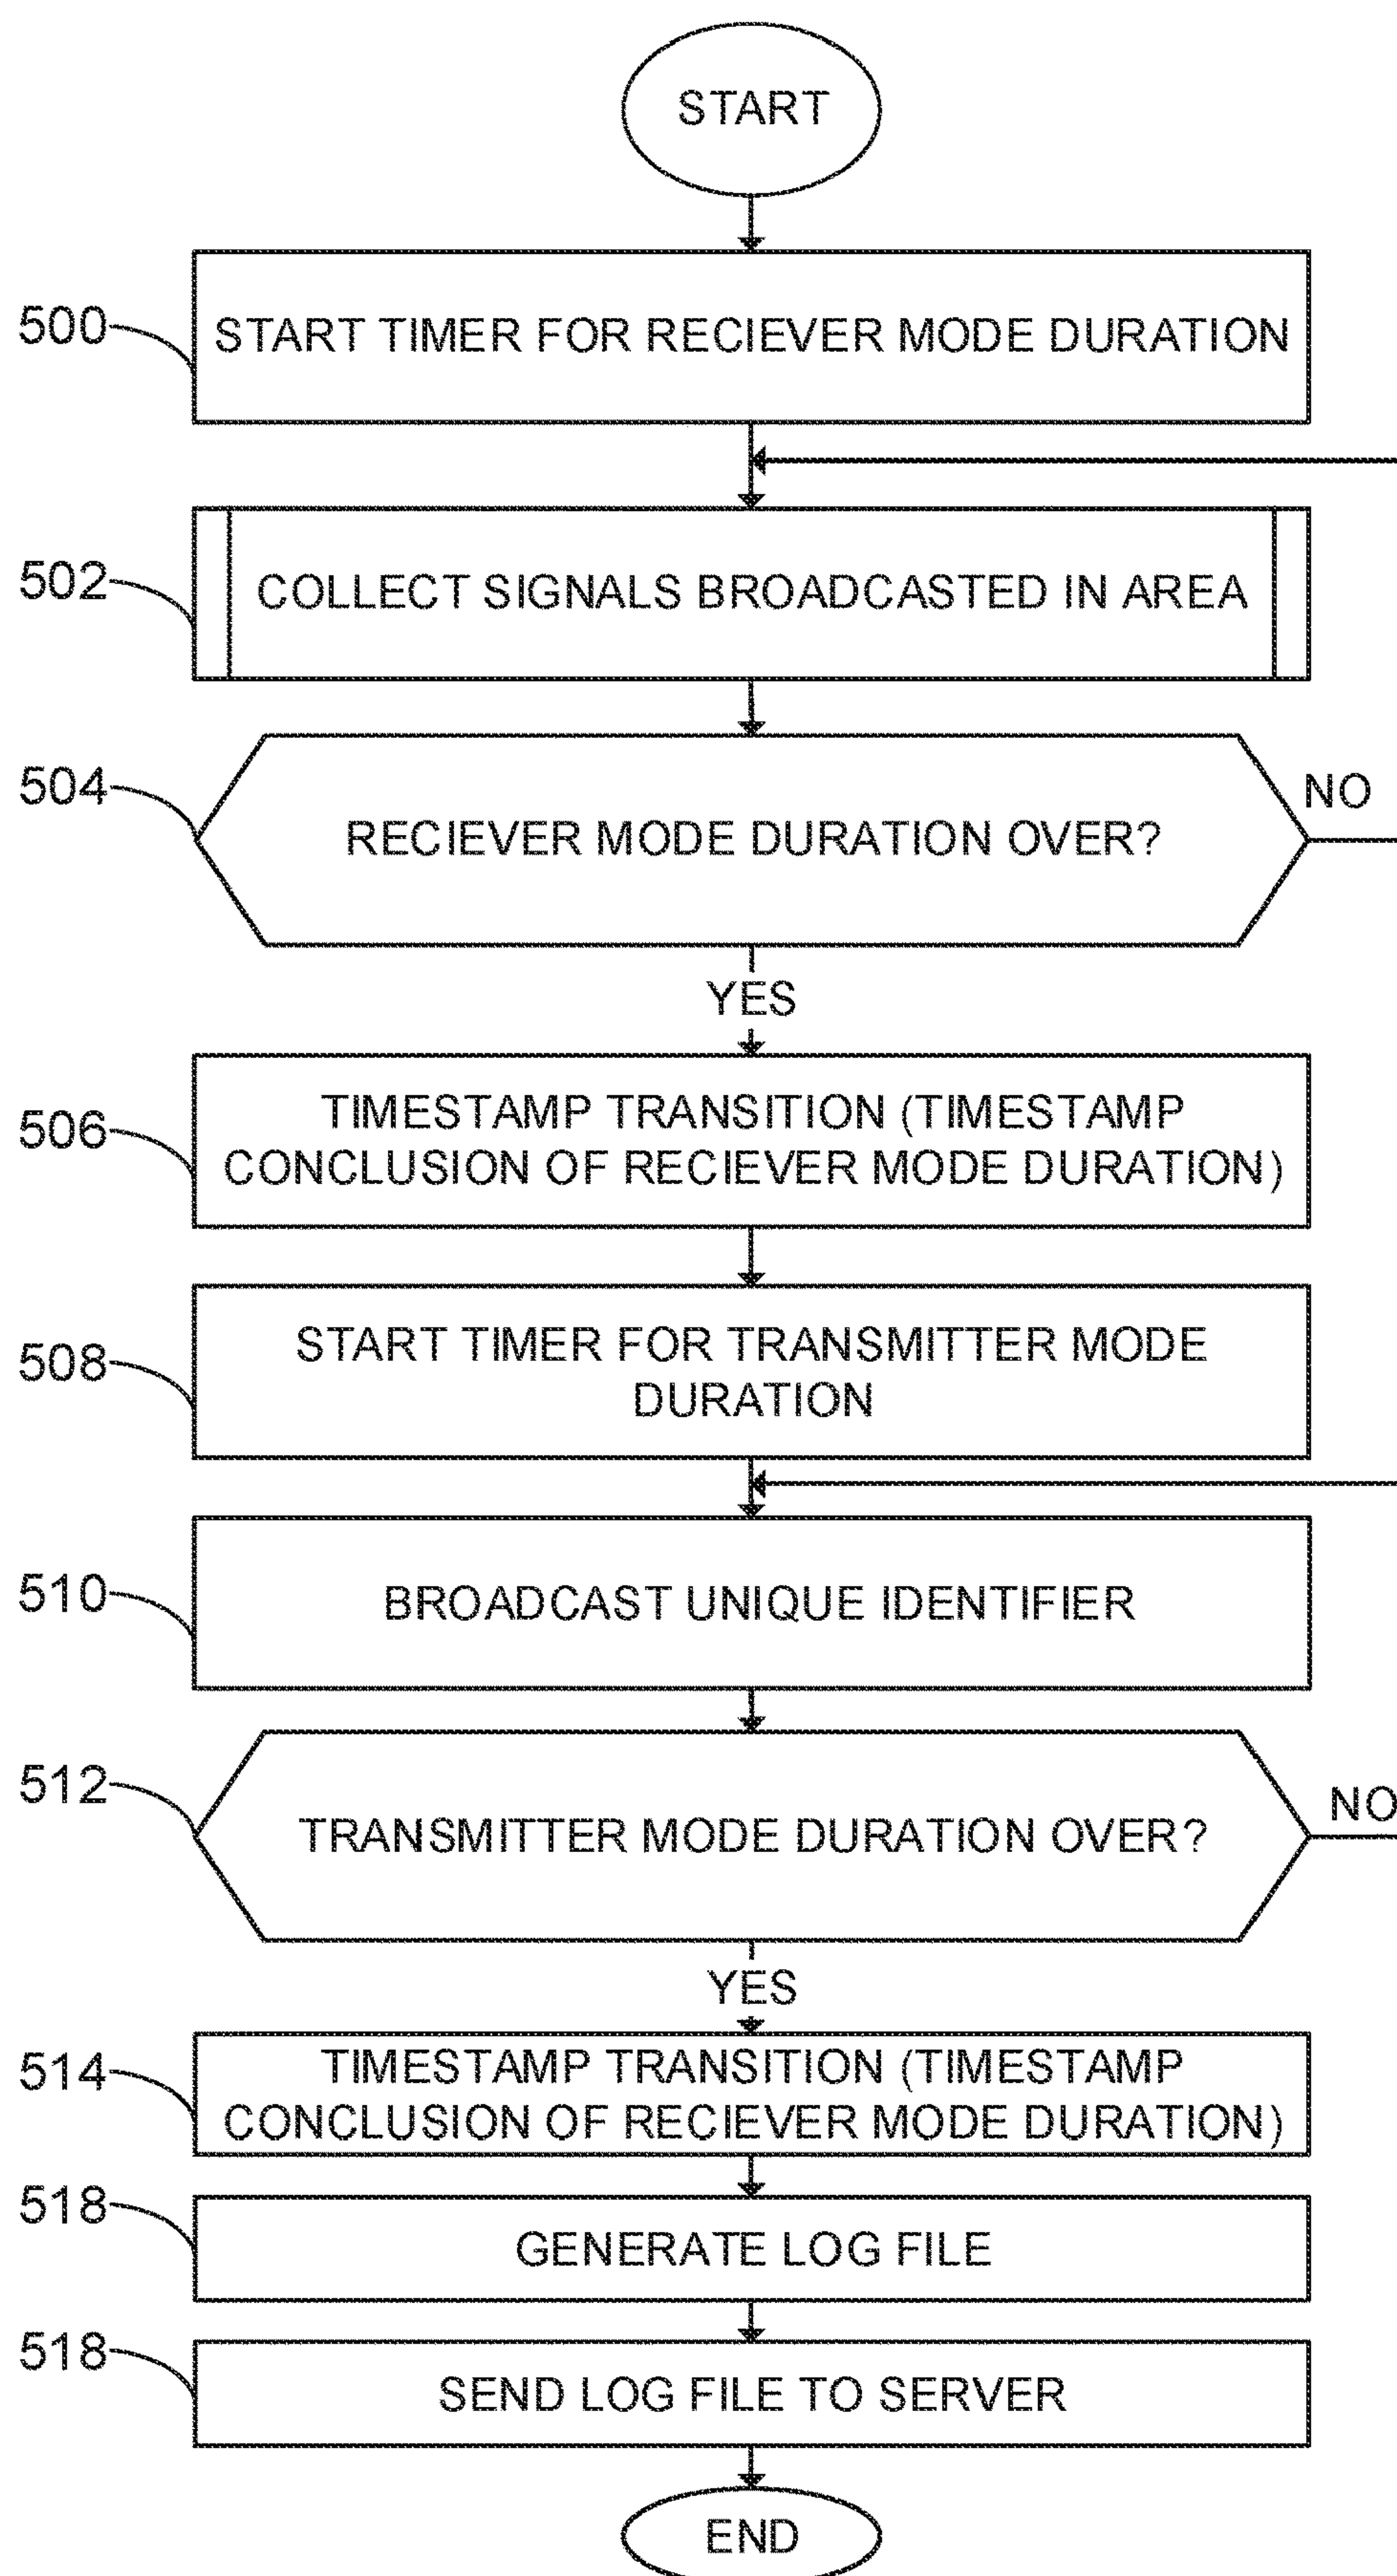 START
500
START TIMER FOR RECIEVER MODE DURATION
502
COLLECT SIGNALS BROADCASTED IN AREA
504
RECIEVER MODE DURATION OVER?
NO
YES
506
TIMESTAMP TRANSITION (TIMESTAMP
CONCLUSION OF RECIEVER MODE DURATION)
508
START TIMER FOR TRANSMITTER MODE
DURATION
510
BROADCAST UNIQUE IDENTIFIER
512
TRANSMITTER MODE DURATION OVER?
NO
YES
514
TIMESTAMP TRANSITION (TIMESTAMP
CONCLUSION OF RECIEVER MODE DURATION)
518
GENERATE LOG FILE
518
SEND LOG FILE TO SERVER
END